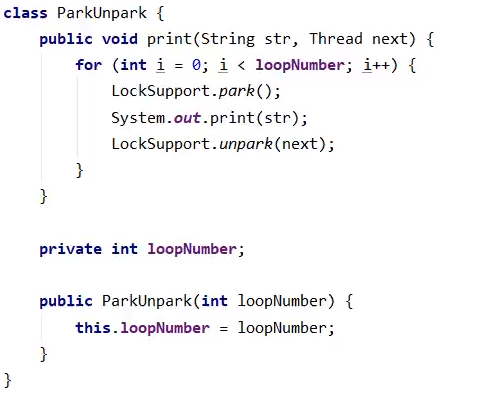 class ParkUnpark {
    public void print(String str, Thread next) {
        for (int i = 0; i < loopNumber; i++) {
            LockSupport.park();
            System.out.print(str);
            LockSupport.unpark(next);
        }
    }

    private int loopNumber;

    public ParkUnpark(int loopNumber) {
        this.loopNumber = loopNumber;
    }
}